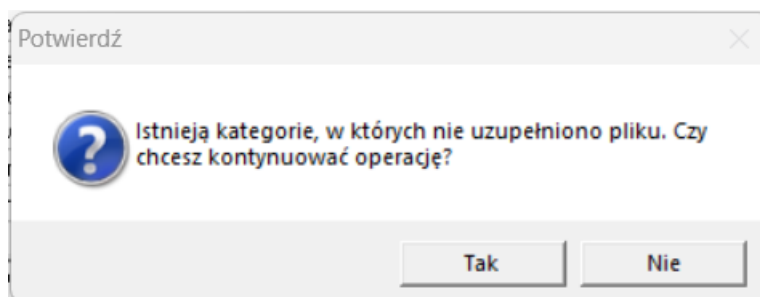 Potwierdź
Istnieją kategorie, w których nie uzupełniono pliku. Czy
chcesz kontynuować operację?
Tak
Nie